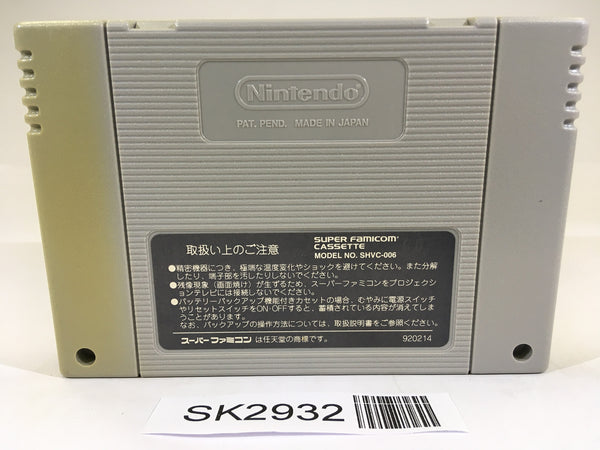 Nintendo
PAT. PEND. MADE IN JAPAN
取扱い上のご注意
SUPER FAMICOM
CASSETTE
MODEL NO. SHVC-006
●精密機器につき、極端な温度変化やショックを避けてください。また分解
したり、端子部を汚したりしないでください。
●残像現象（画面焼け）が生ずるため、スーパーファミコンをプロジェクシ
ョンテレビには接続しないでください。
●バッテリーバックアップ機能付きカセットの場合、むやみに電源スイッチ
やリセットスイッチをON・OFFすると、蓄積されている内容が消えてしま
うことがあります。
なお、バックアップの操作方法については、取扱説明書をご参照ください。
スーパーファミコン は任天堂の商標です。
920214
SK2932